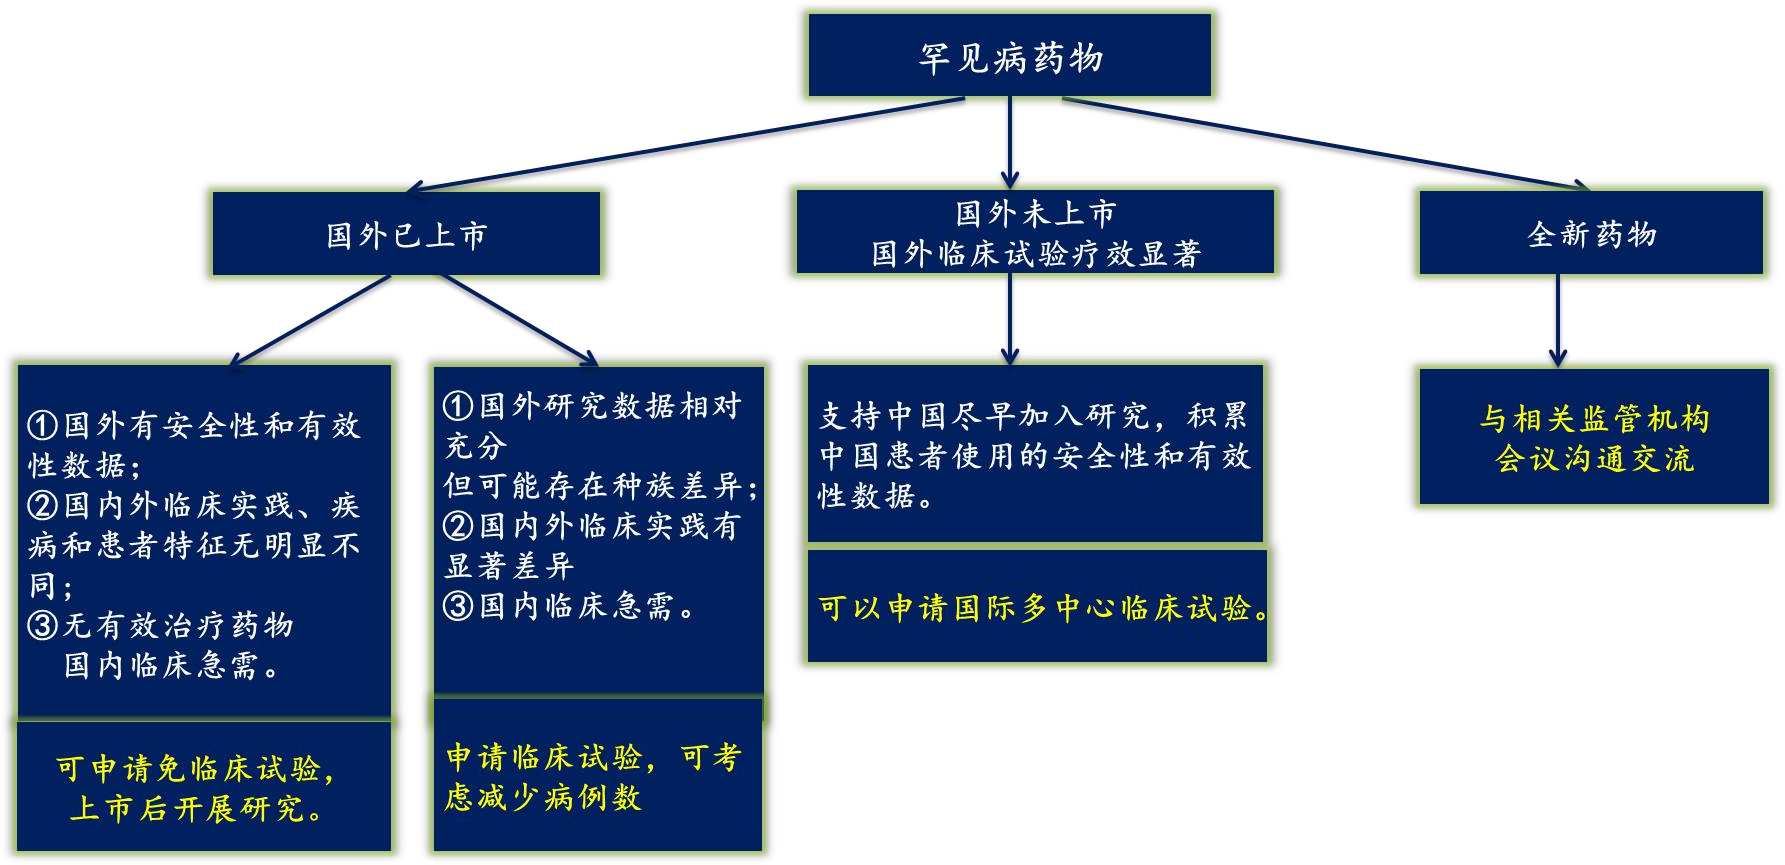 罕见病药物
国外已上市
国外未上市
国外临床试验疗效显著
全新药物
①国外有安全性和有效
性数据；
②国内外临床实践、疾
病和患者特征无明显不
同；
③无有效治疗药物
国内临床急需。
可申请免临床试验，
上市后开展研究。
①国外研究数据相对
充分
但可能存在种族差异；
②国内外临床实践有
显著差异
③国内临床急需。
申请临床试验，可考
虑减少病例数
支持中国尽早加入研究，积累
中国患者使用的安全性和有效
性数据。
可以申请国际多中心临床试验。
与相关监管机构
会议沟通交流